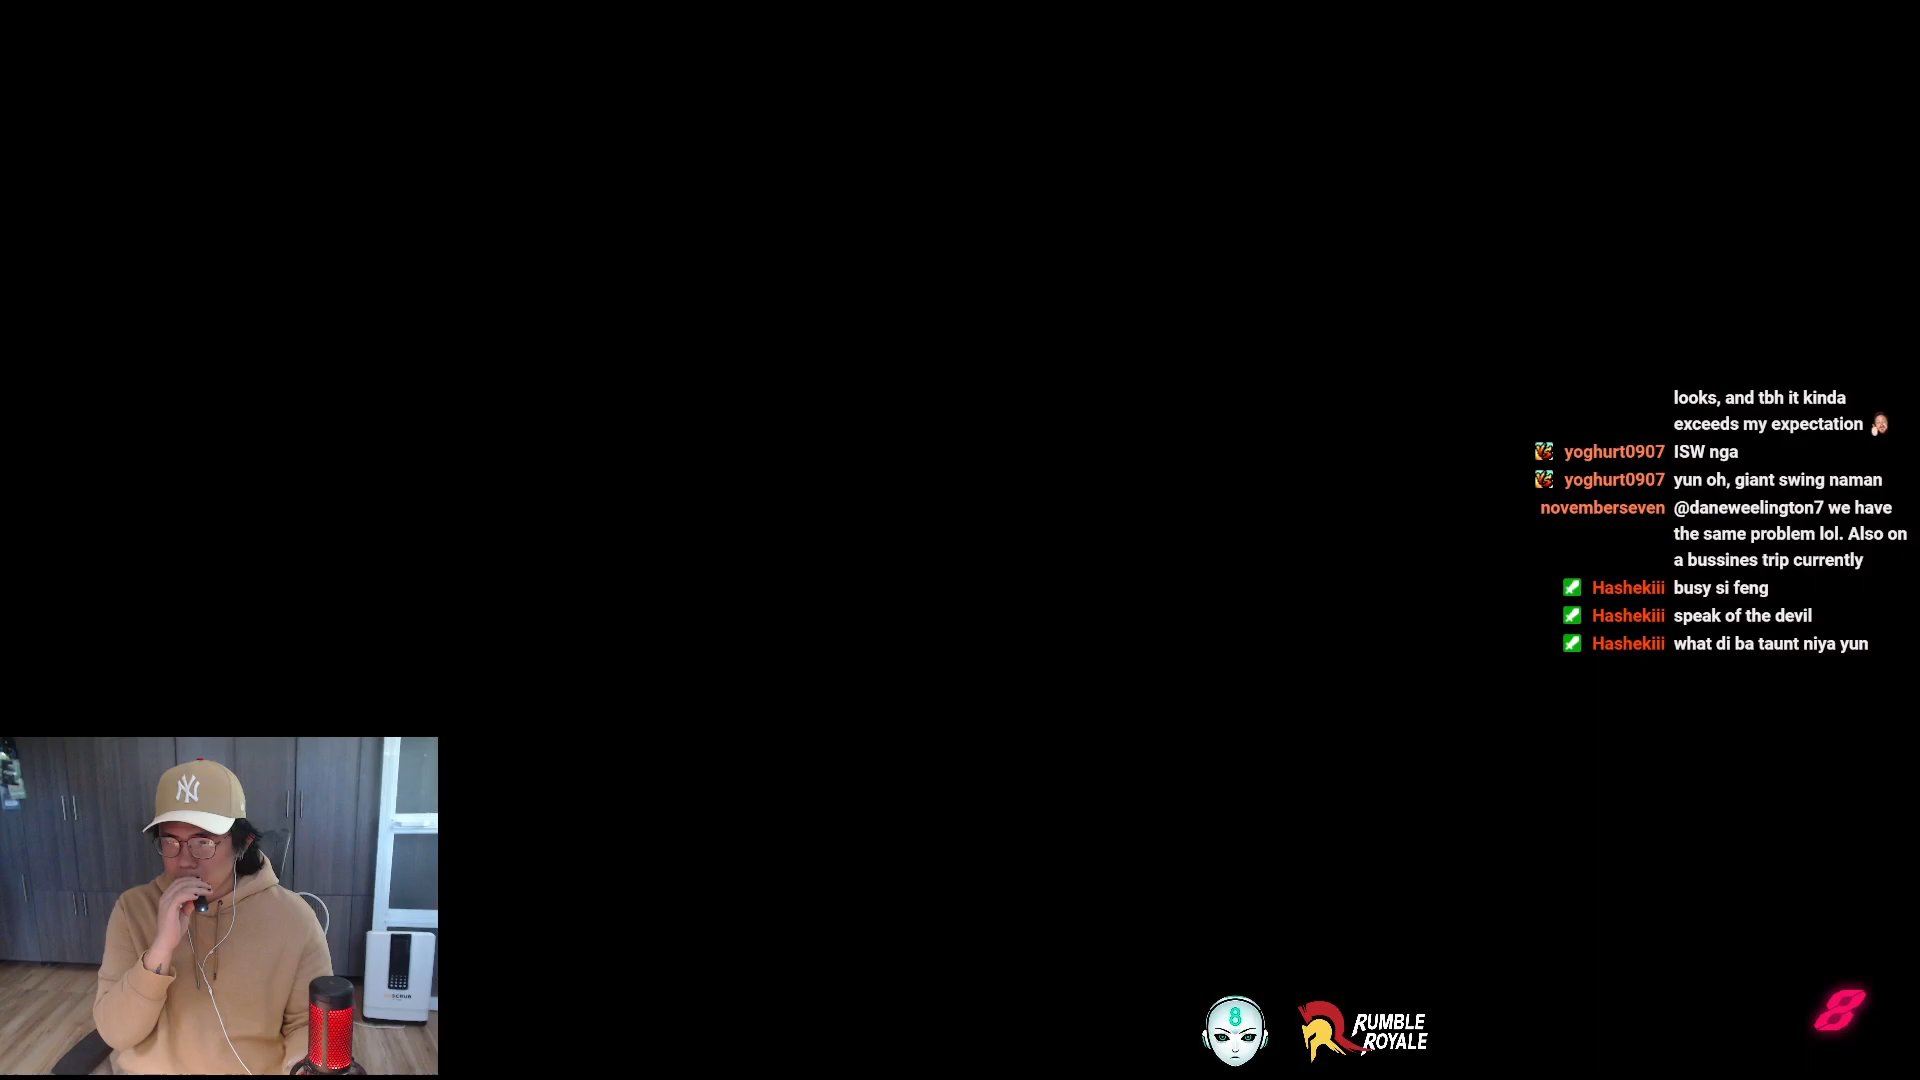 looks, and tbh it kinda
exceeds my expectation
yoghurt0907 ISW nga
yoghurt0907 yun oh, giant swing naman
novemberseven @daneweelington7 we have
the same problem lol. Also on
a bussines trip currently
Hashekiii busy si feng
Hashekiii speak of the devil
Hashekiii what di ba taunt niya yun
NY
8
RUMBLE
ROYALE
8